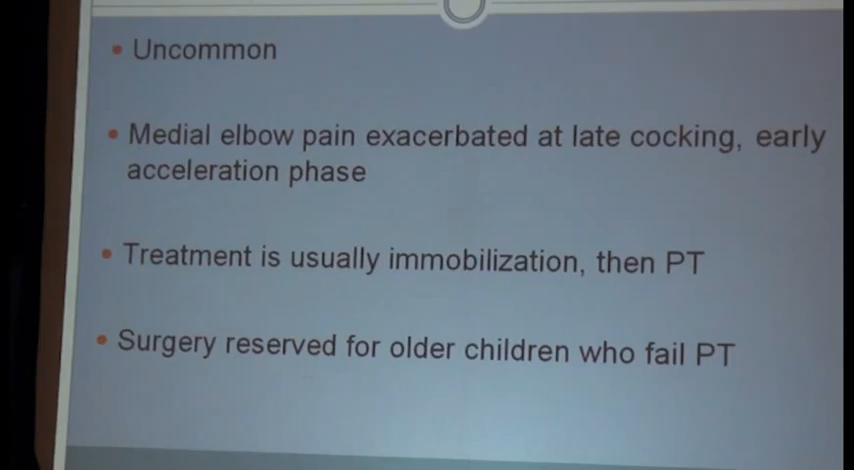 • Uncommon
• Medial elbow pain exacerbated at late cocking, early
acceleration phase
• Treatment is usually immobilization, then PT
• Surgery reserved for older children who fail PT